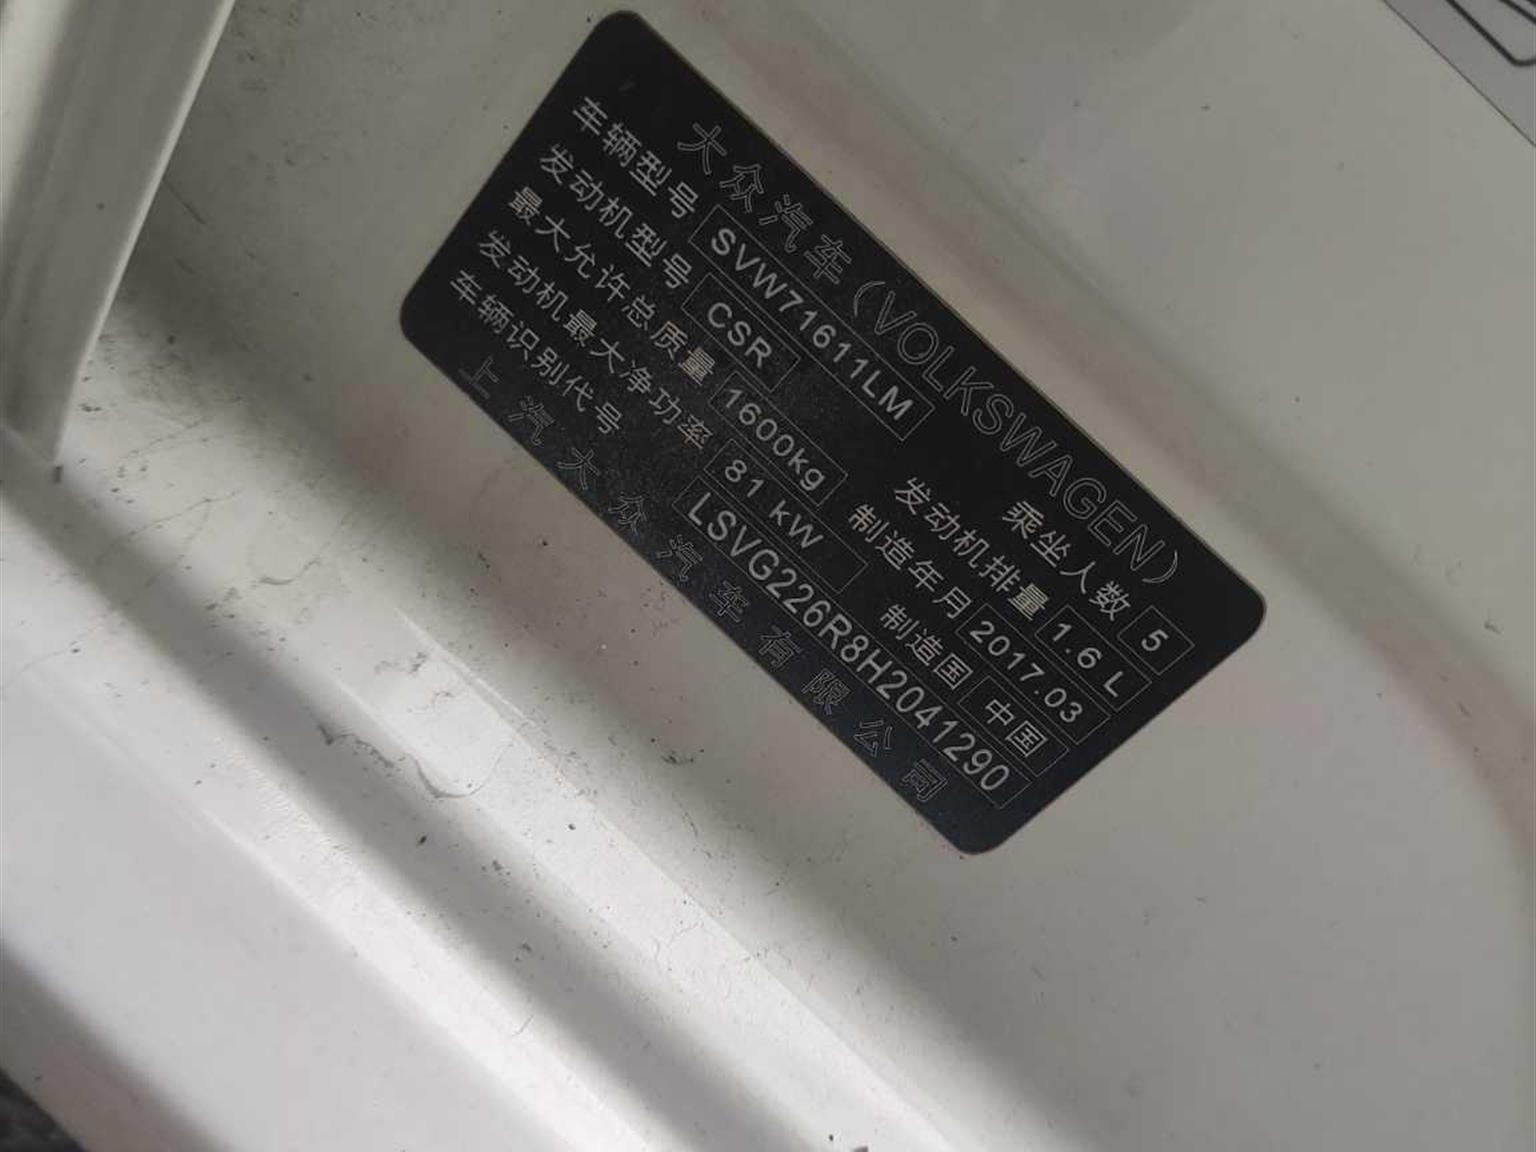 大众汽车(VOLKSWAGEN)
车辆型号 SVW71611LM 乘坐人数 5
发动机型号 CSR 发动机排量 1.6 L
最大允许总质量 1600kg 制造年月 2017.03
发动机最大净功率 81 kW 制造国 中国
车辆识别代号 LSVG226R8H2041290
上汽大众汽车有限公司